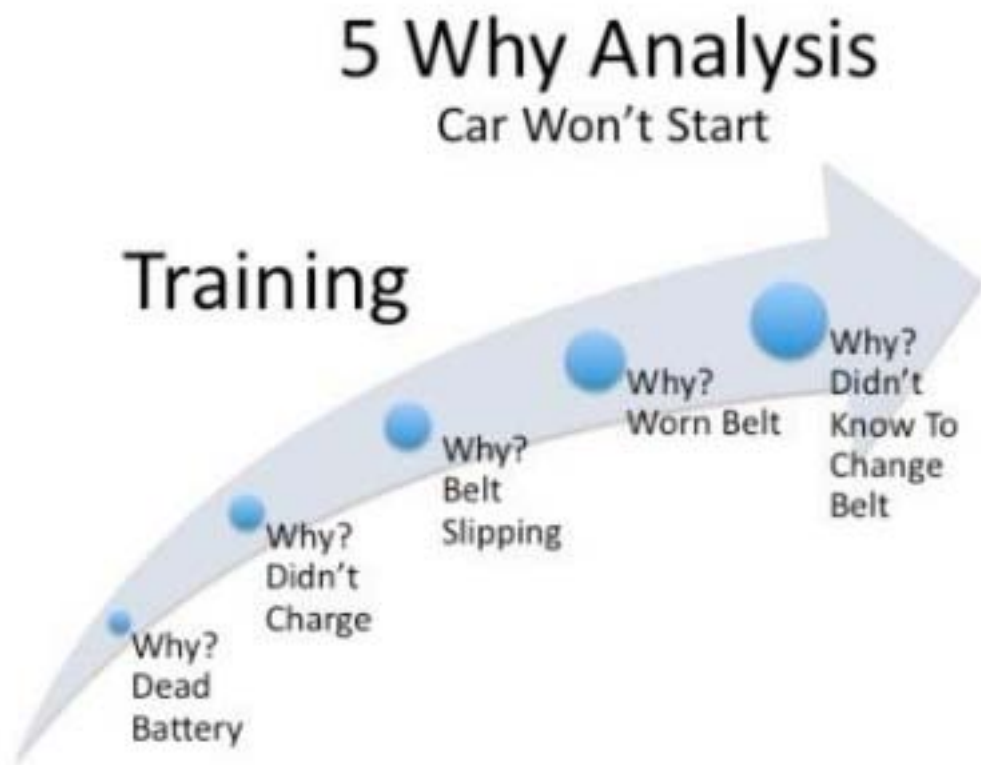 5 Why Analysis
Car Won't Start
Training
Why?
Dead
Battery
Why?
Didn't
Charge
Why?
Belt
Slipping
Why?
Worn Belt
Why?
Didn't
Know To
Change
Belt